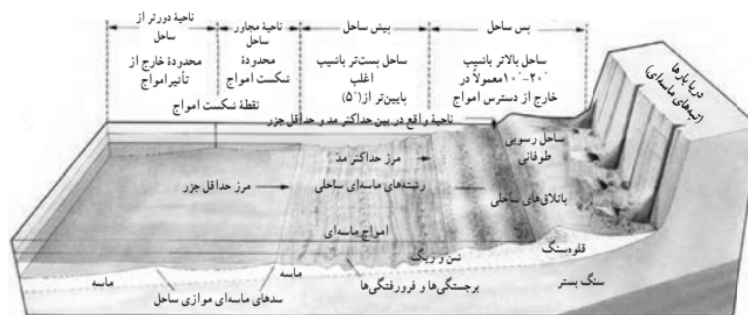 ناحیهٔ دورتر از
ساحل
ناحیهٔ مجاور
ساحل
پیش ساحل
پس ساحل
محدودهٔ خارج از
تأثیرامواج
محدودهٔ
شکست امواج
ساحل پست‌تر باشیب
اغلب
پایین‌تر از(°۵)
ساحل بالاتر باشیب
°۲۰-°۱۰معمولاً در
خارج از دسترس امواج
نقطهٔ شکست امواج
ناحیهٔ واقع در بین حداکثر مد و حداقل جزر
دریا بارها
(تپه‌های ماسه‌ای)
ساحل رسوبی
طوفانی
مرز حداکثر مدّ
مرز حداقل جزر
رشته‌های ماسه‌ای ساحلی
باتلاق‌های ساحلی
امواج ماسه‌ای
قلوه‌سنگ
شن و ریگ
ماسه
ماسه
سنگ بستر
برجستگی‌ها و فرورفتگی‌ها
سدهای ماسه‌ای موازی ساحل